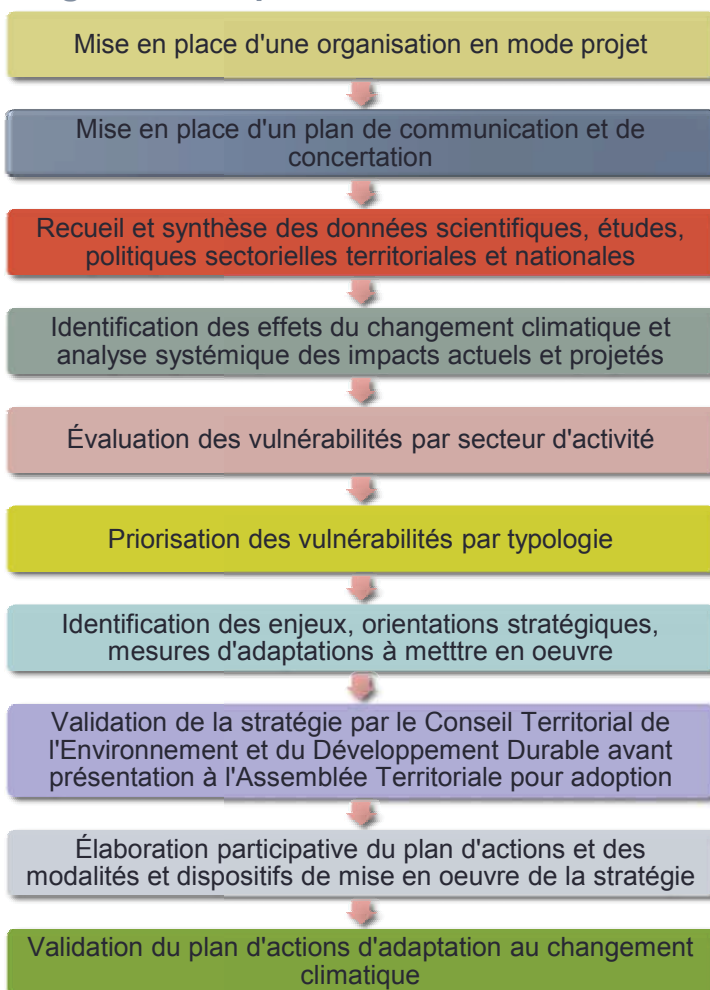 Mise en place d'une organisation en mode projet
Mise en place d'un plan de communication et de
concertation
Recueil et synthèse des données scientifiques, études,
politiques sectorielles territoriales et nationales
Identification des effets du changement climatique et
analyse systémique des impacts actuels et projetés
Évaluation des vulnérabilités par secteur d'activité
Priorisation des vulnérabilités par typologie
Identification des enjeux, orientations stratégiques,
mesures d'adaptations à metttre en oeuvre
Validation de la stratégie par le Conseil Territorial de
l'Environnement et du Développement Durable avant
présentation à l'Assemblée Territoriale pour adoption
Élaboration participative du plan d'actions et des
modalités et dispositifs de mise en oeuvre de la stratégie
Validation du plan d'actions d'adaptation au changement
climatique